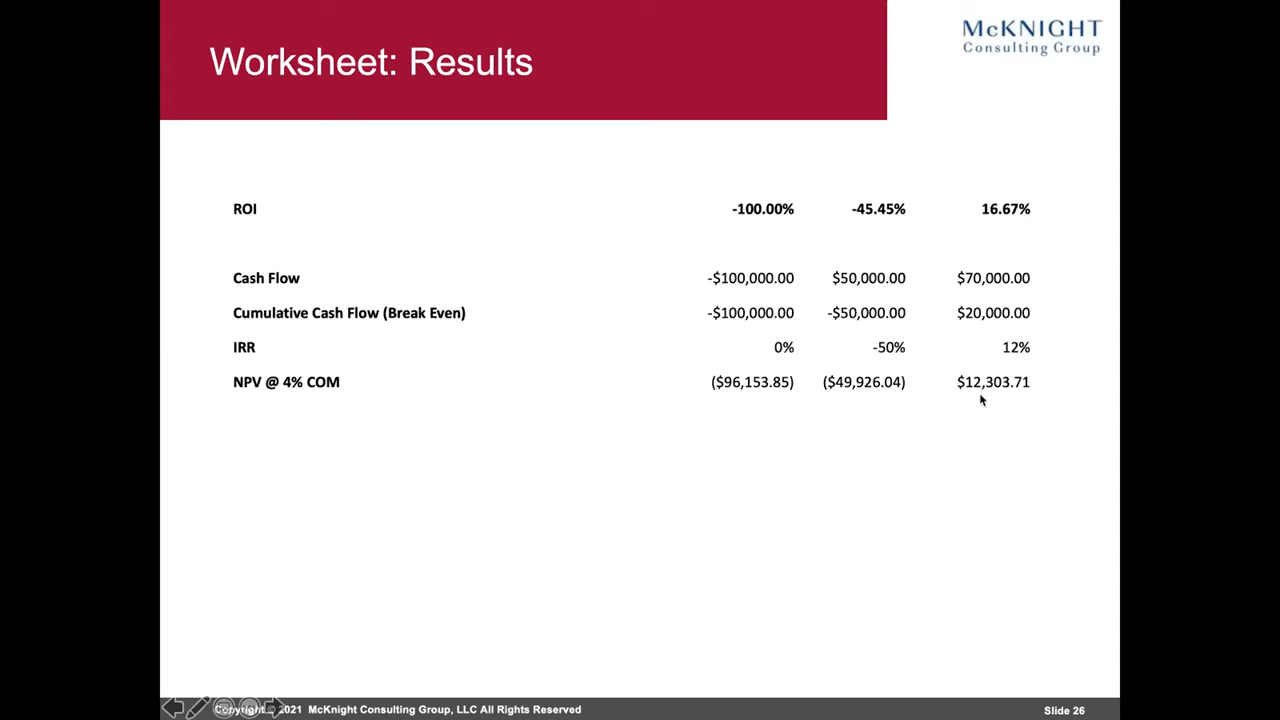 McKNIGHT
Consulting Group
Worksheet: Results
ROI -100.00% -45.45% 16.67%
Cash Flow -$100,000.00 $50,000.00 $70,000.00
Cumulative Cash Flow (Break Even) -$100,000.00 -$50,000.00 $20,000.00
IRR 0% -50% 12%
NPV @ 4% COM ($96,153.85) ($49,926.04) $12,303.71
Copyright © 2021 McKnight Consulting Group, LLC All Rights Reserved Slide 26